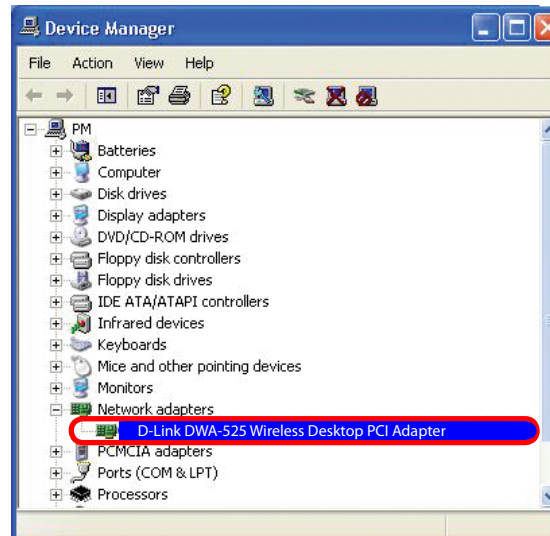 Device Manager
File Action View Help
PM
Batteries
Computer
Disk drives
Display adapters
DVD/CD-ROM drives
Floppy disk controllers
Floppy disk drives
IDE ATA/ATAPI controllers
Infrared devices
Keyboards
Mice and other pointing devices
Monitors
Network adapters
D-Link DWA-525 Wireless Desktop PCI Adapter
PCMCIA adapters
Ports (COM & LPT)
Processors